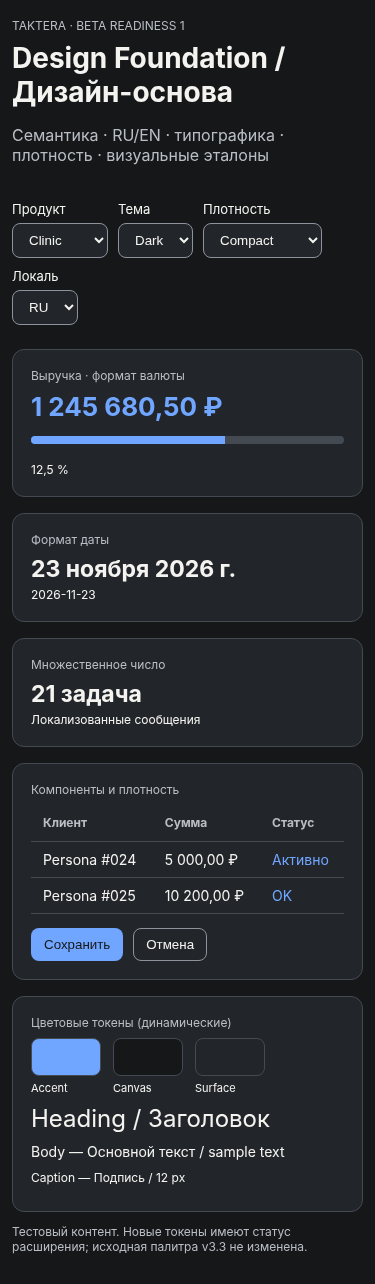 TAKTERA · BETA READINESS 1
Design Foundation /
Дизайн-основа
Семантика · RU/EN · типографика ·
плотность · визуальные эталоны
Продукт Тема Плотность
Clinic Dark Compact
Локаль
RU
Выручка · формат валюты
1 245 680,50 ₽
12,5 %
Формат даты
23 ноября 2026 г.
2026-11-23
Множественное число
21 задача
Локализованные сообщения
Компоненты и плотность
Клиент Сумма Статус
Persona #024 5 000,00 ₽ Активно
Persona #025 10 200,00 ₽ OK
Сохранить Отмена
Цветовые токены (динамические)
Accent Canvas Surface
Heading / Заголовок
Body — Основной текст / sample text
Caption — Подпись / 12 px
Тестовый контент. Новые токены имеют статус
расширения; исходная палитра v3.3 не изменена.